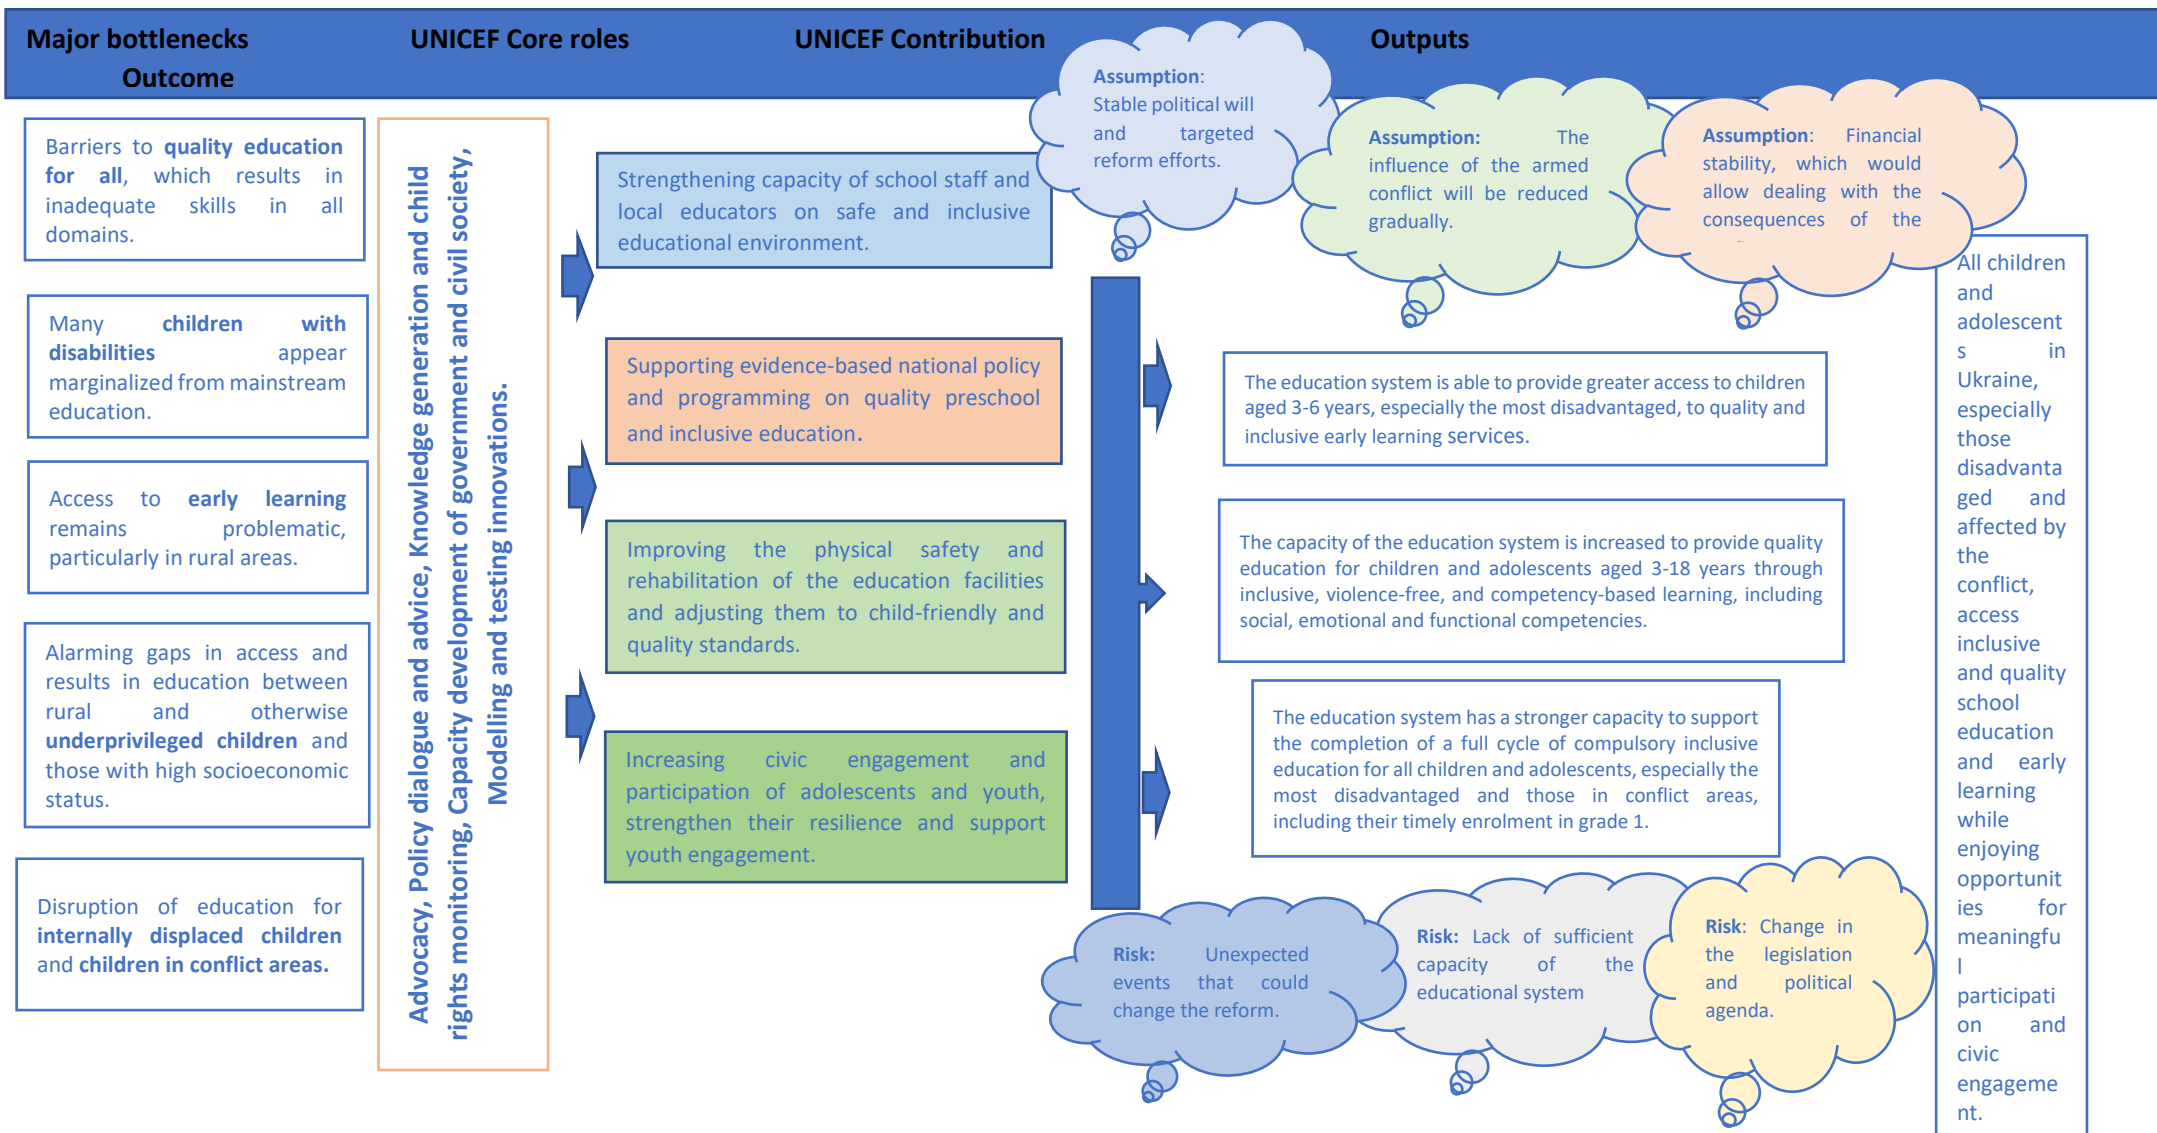 Major bottlenecks UNICEF Core roles UNICEF Contribution Outputs
Outcome
Barriers to quality education
for all, which results in
inadequate skills in all
domains.
Many children with
disabilities appear
marginalized from mainstream
education.
Access to early learning
remains problematic,
particularly in rural areas.
Alarming gaps in access and
results in education between
rural and otherwise
underprivileged children and
those with high socioeconomic
status.
Disruption of education for
internally displaced children
and children in conflict areas.
Advocacy, Policy dialogue and advice, Knowledge generation and child
rights monitoring, Capacity development of government and civil society,
Modelling and testing innovations.
Strengthening capacity of school staff and
local educators on safe and inclusive
educational environment.
Supporting evidence-based national policy
and programming on quality preschool
and inclusive education.
Improving the physical safety and
rehabilitation of the education facilities
and adjusting them to child-friendly and
quality standards.
Increasing civic engagement and
participation of adolescents and youth,
strengthen their resilience and support
youth engagement.
Assumption:
Stable political will
and targeted
reform efforts.
Assumption: The
influence of the armed
conflict will be reduced
gradually.
Assumption: Financial
stability, which would
allow dealing with the
consequences of the
The education system is able to provide greater access to children
aged 3-6 years, especially the most disadvantaged, to quality and
inclusive early learning services.
The capacity of the education system is increased to provide quality
education for children and adolescents aged 3-18 years through
inclusive, violence-free, and competency-based learning, including
social, emotional and functional competencies.
The education system has a stronger capacity to support
the completion of a full cycle of compulsory inclusive
education for all children and adolescents, especially the
most disadvantaged and those in conflict areas,
including their timely enrolment in grade 1.
Risk: Unexpected
events that could
change the reform.
Risk: Lack of sufficient
capacity of the
educational system
Risk: Change in
the legislation
and political
agenda.
All children
and
adolescent
s in
Ukraine,
especially
those
disadvanta
ged and
affected by
the
conflict,
access
inclusive
and quality
school
education
and early
learning
while
enjoying
opportunit
ies for
meaningfu
l
participati
on and
civic
engageme
nt.